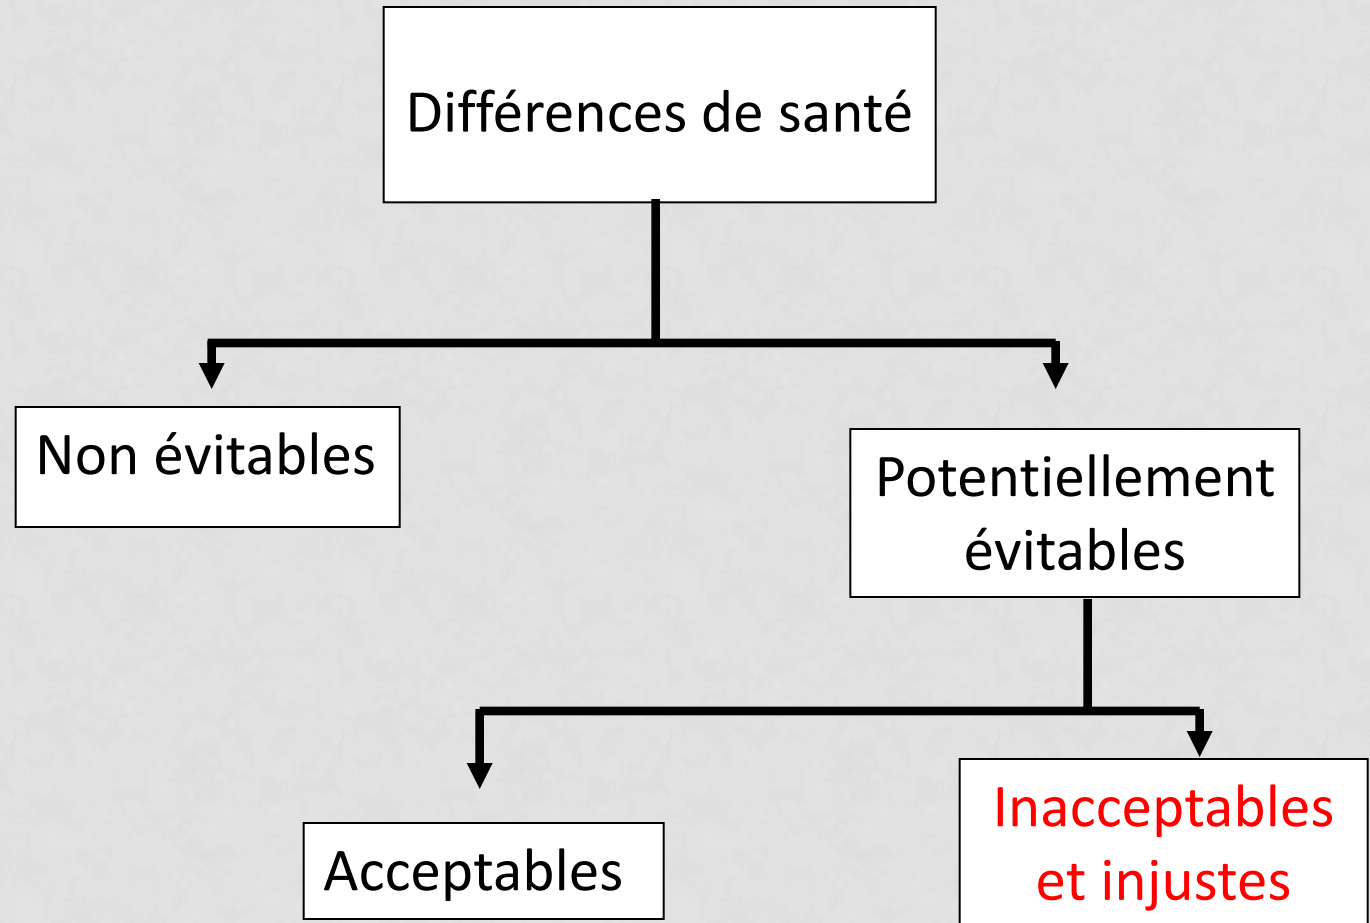 Différences de santé
Non évitables
Potentiellement
évitables
Acceptables
Inacceptables
et injustes